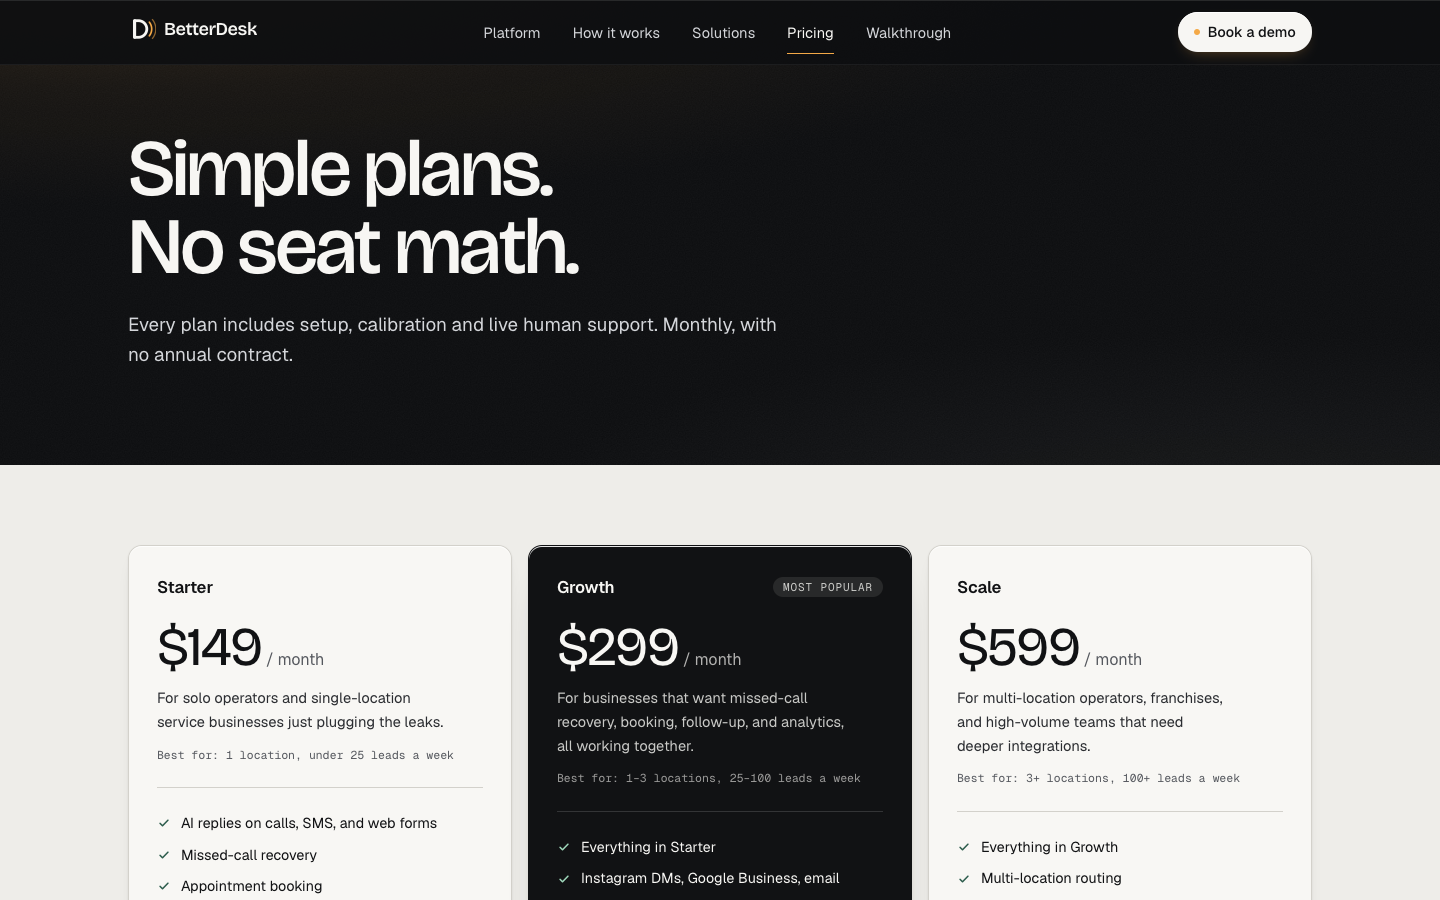 BetterDesk
Platform
How it works
Solutions
Pricing
Walkthrough
Book a demo
Simple plans.
No seat math.
Every plan includes setup, calibration and live human support. Monthly, with
no annual contract.
Starter
$149 / month
For solo operators and single-location
service businesses just plugging the leaks.
Best for: 1 location, under 25 leads a week
AI replies on calls, SMS, and web forms
Missed-call recovery
Appointment booking
Growth
MOST POPULAR
$299 / month
For businesses that want missed-call
recovery, booking, follow-up, and analytics,
all working together.
Best for: 1–3 locations, 25–100 leads a week
Everything in Starter
Instagram DMs, Google Business, email
Scale
$599 / month
For multi-location operators, franchises,
and high-volume teams that need
deeper integrations.
Best for: 3+ locations, 100+ leads a week
Everything in Growth
Multi-location routing